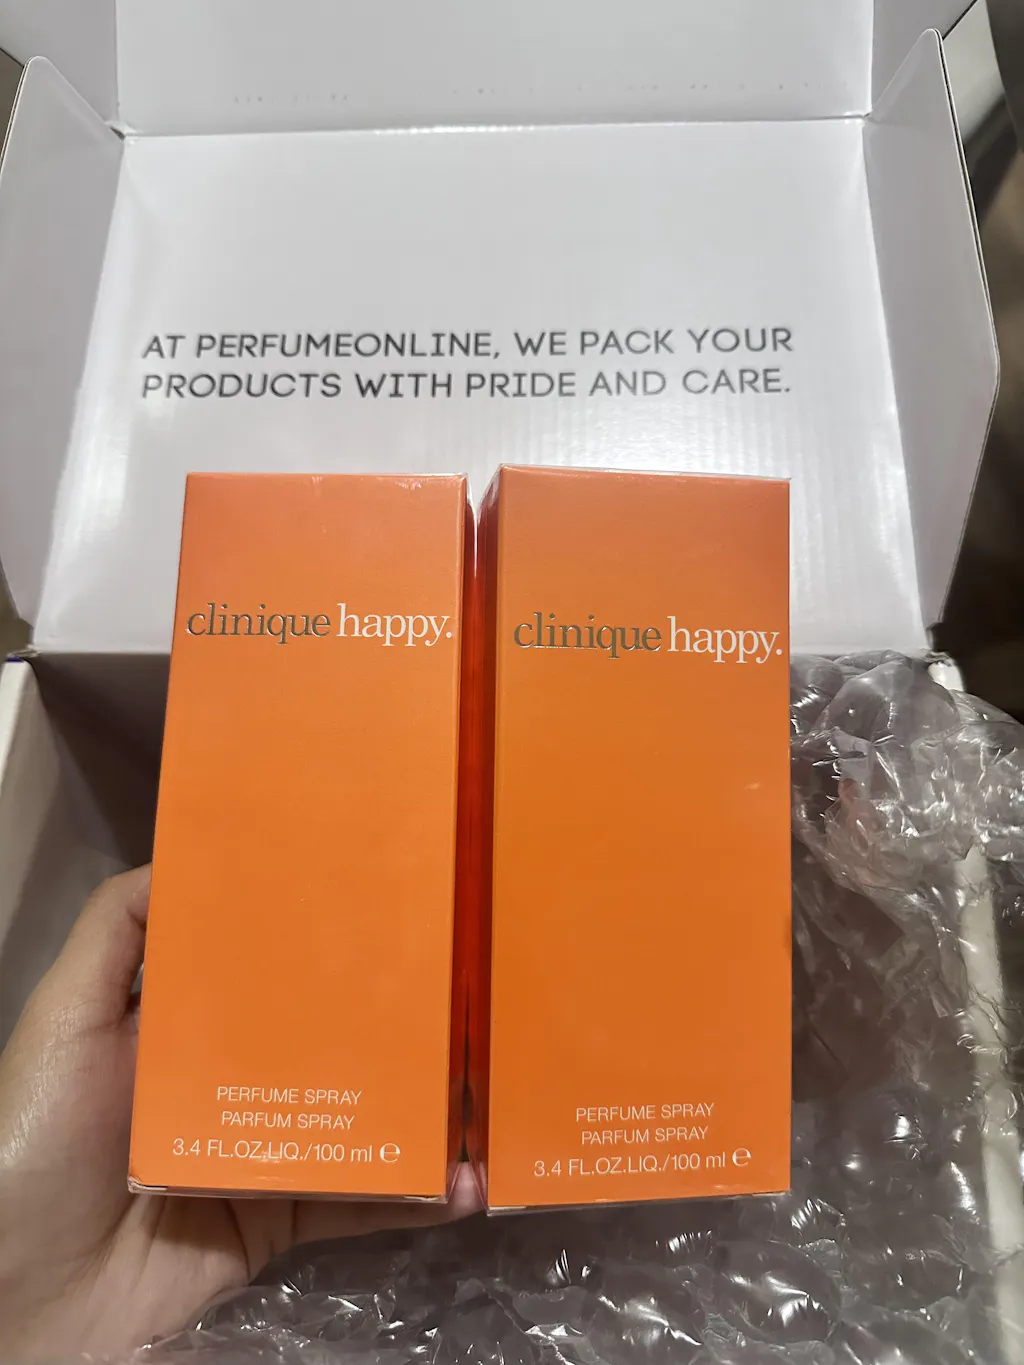 AT PERFUMEONLINE, WE PACK YOUR
PRODUCTS WITH PRIDE AND CARE.
clinique happy.
PERFUME SPRAY
PARFUM SPRAY
3.4 FL.OZ.LIQ./100 ml ℮
clinique happy.
PERFUME SPRAY
PARFUM SPRAY
3.4 FL.OZ.LIQ./100 ml ℮